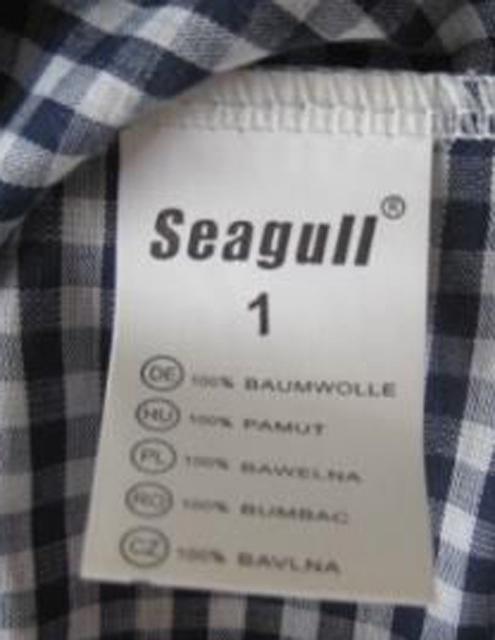 Seagull®
1
DE 100% BAUMWOLLE
HU 100% PAMUT
PL 100% BAWELNA
RO 100% BUMBAC
CZ 100% BAVLNA